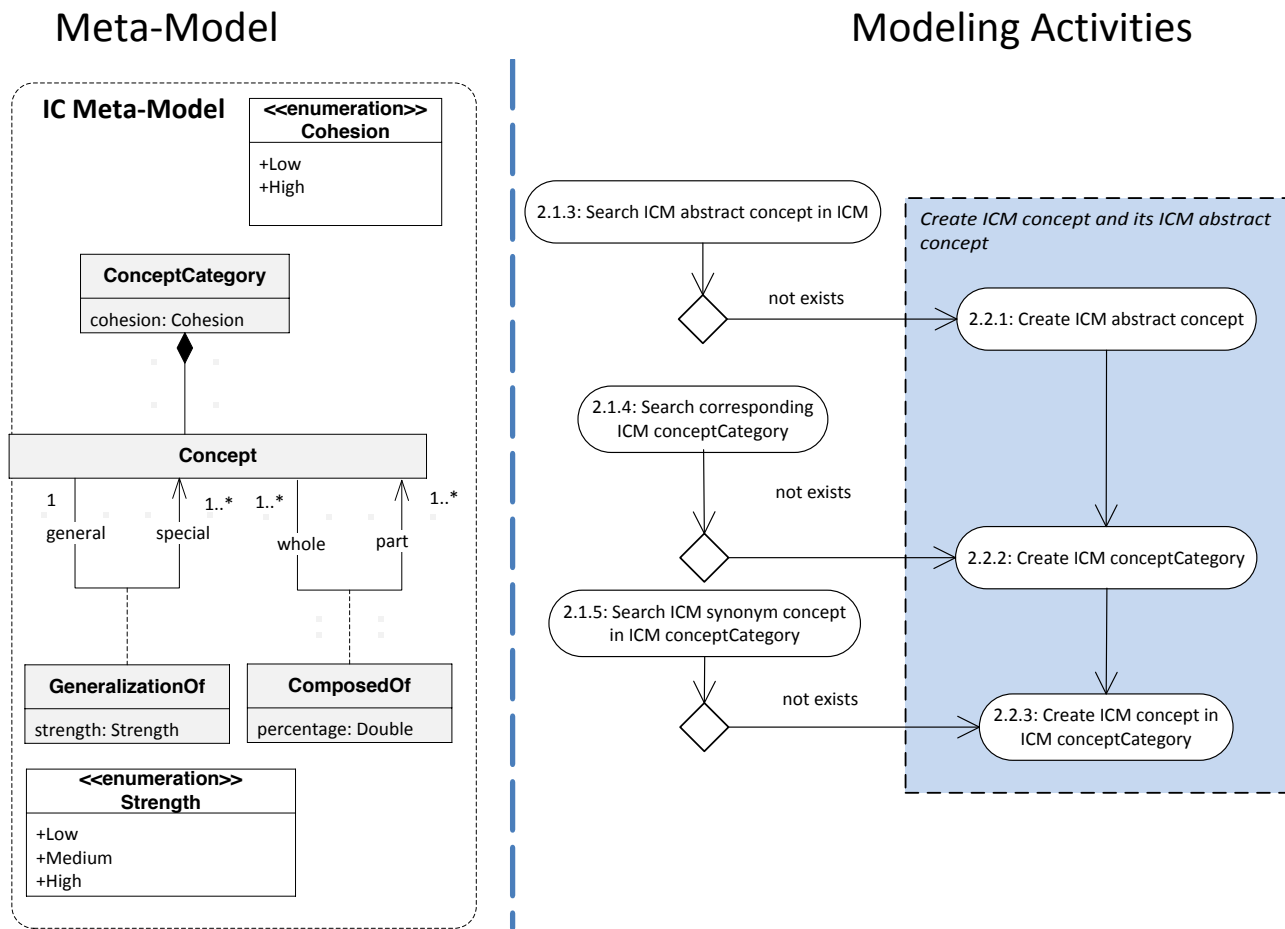 Meta-Model
Modeling Activities
IC Meta-Model
<<enumeration>>
Cohesion
+Low
+High
ConceptCategory
cohesion: Cohesion
Concept
1
1..*
1..*
1..*
general
special
whole
part
GeneralizationOf
strength: Strength
ComposedOf
percentage: Double
<<enumeration>>
Strength
+Low
+Medium
+High
2.1.3: Search ICM abstract concept in ICM
not exists
Create ICM concept and its ICM abstract
concept
2.2.1: Create ICM abstract concept
2.1.4: Search corresponding
ICM conceptCategory
not exists
2.2.2: Create ICM conceptCategory
2.1.5: Search ICM synonym concept
in ICM conceptCategory
not exists
2.2.3: Create ICM concept in
ICM conceptCategory